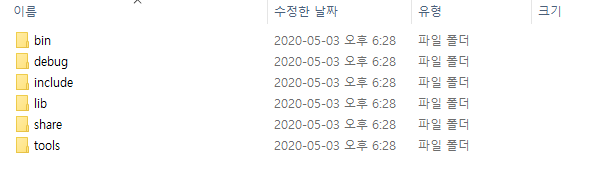 이름 수정한 날짜 유형 크기
bin 2020-05-03 오후 6:28 파일 폴더
debug 2020-05-03 오후 6:28 파일 폴더
include 2020-05-03 오후 6:28 파일 폴더
lib 2020-05-03 오후 6:28 파일 폴더
share 2020-05-03 오후 6:28 파일 폴더
tools 2020-05-03 오후 6:28 파일 폴더